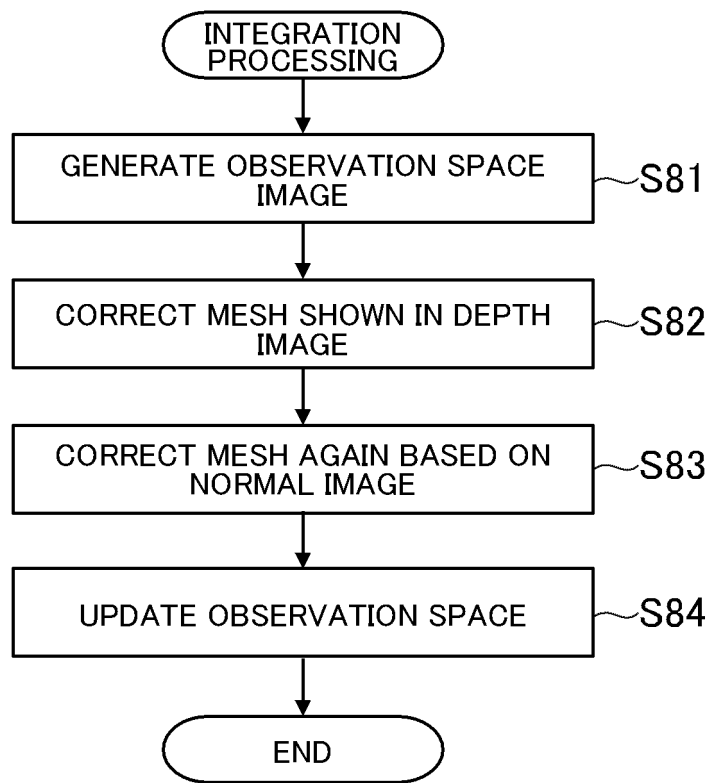 INTEGRATION
PROCESSING
GENERATE OBSERVATION SPACE
IMAGE
S81
CORRECT MESH SHOWN IN DEPTH
IMAGE
S82
CORRECT MESH AGAIN BASED ON
NORMAL IMAGE
S83
UPDATE OBSERVATION SPACE
S84
END